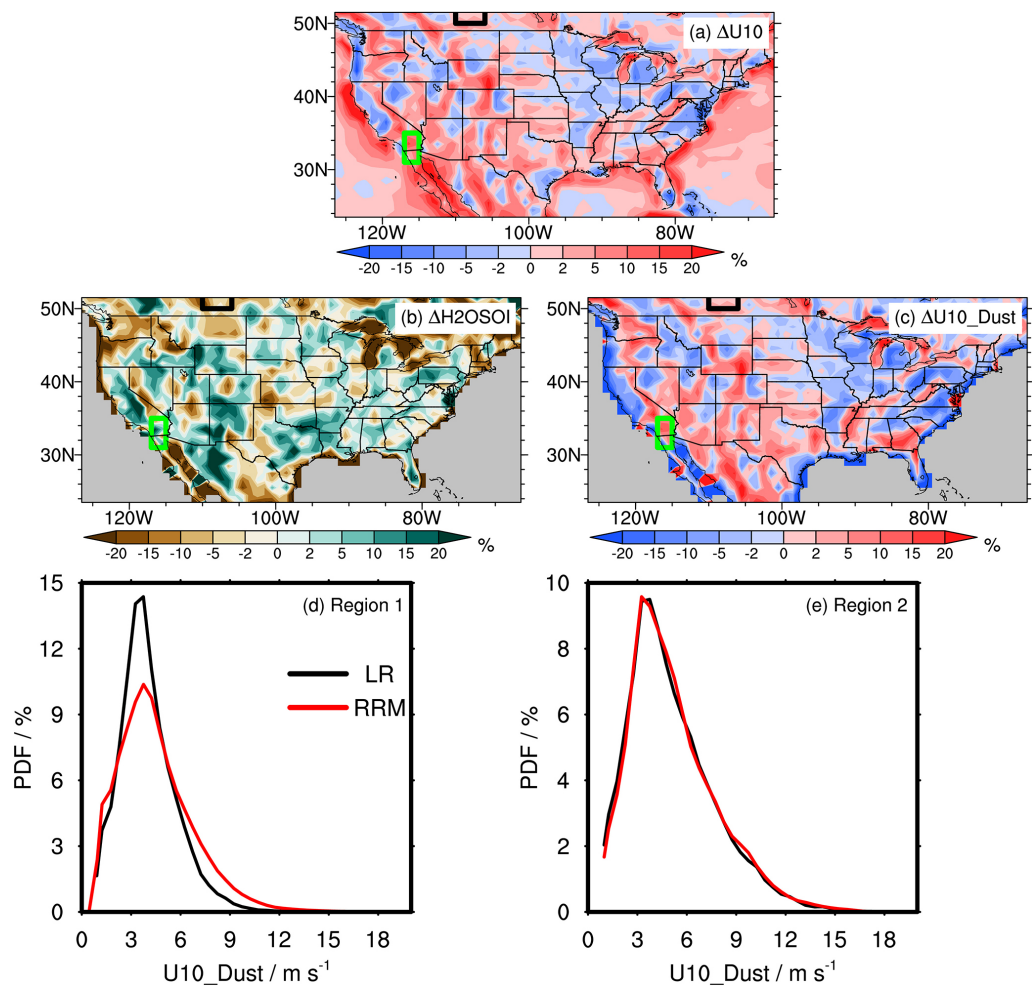 (a) ΔU10
50N
40N
30N
120W 100W 80W
-20 -15 -10 -5 -2 0 2 5 10 15 20 %
(b) ΔH2OSOI
(c) ΔU10_Dust
50N
40N
30N
120W 100W 80W
-20 -15 -10 -5 -2 0 2 5 10 15 20 %
50N
40N
30N
120W 100W 80W
-20 -15 -10 -5 -2 0 2 5 10 15 20 %
(d) Region 1
LR
RRM
PDF / %
15
12
9
6
3
0
0 3 6 9 12 15 18
U10_Dust / m s⁻¹
(e) Region 2
PDF / %
10
8
6
4
2
0
0 3 6 9 12 15 18
U10_Dust / m s⁻¹